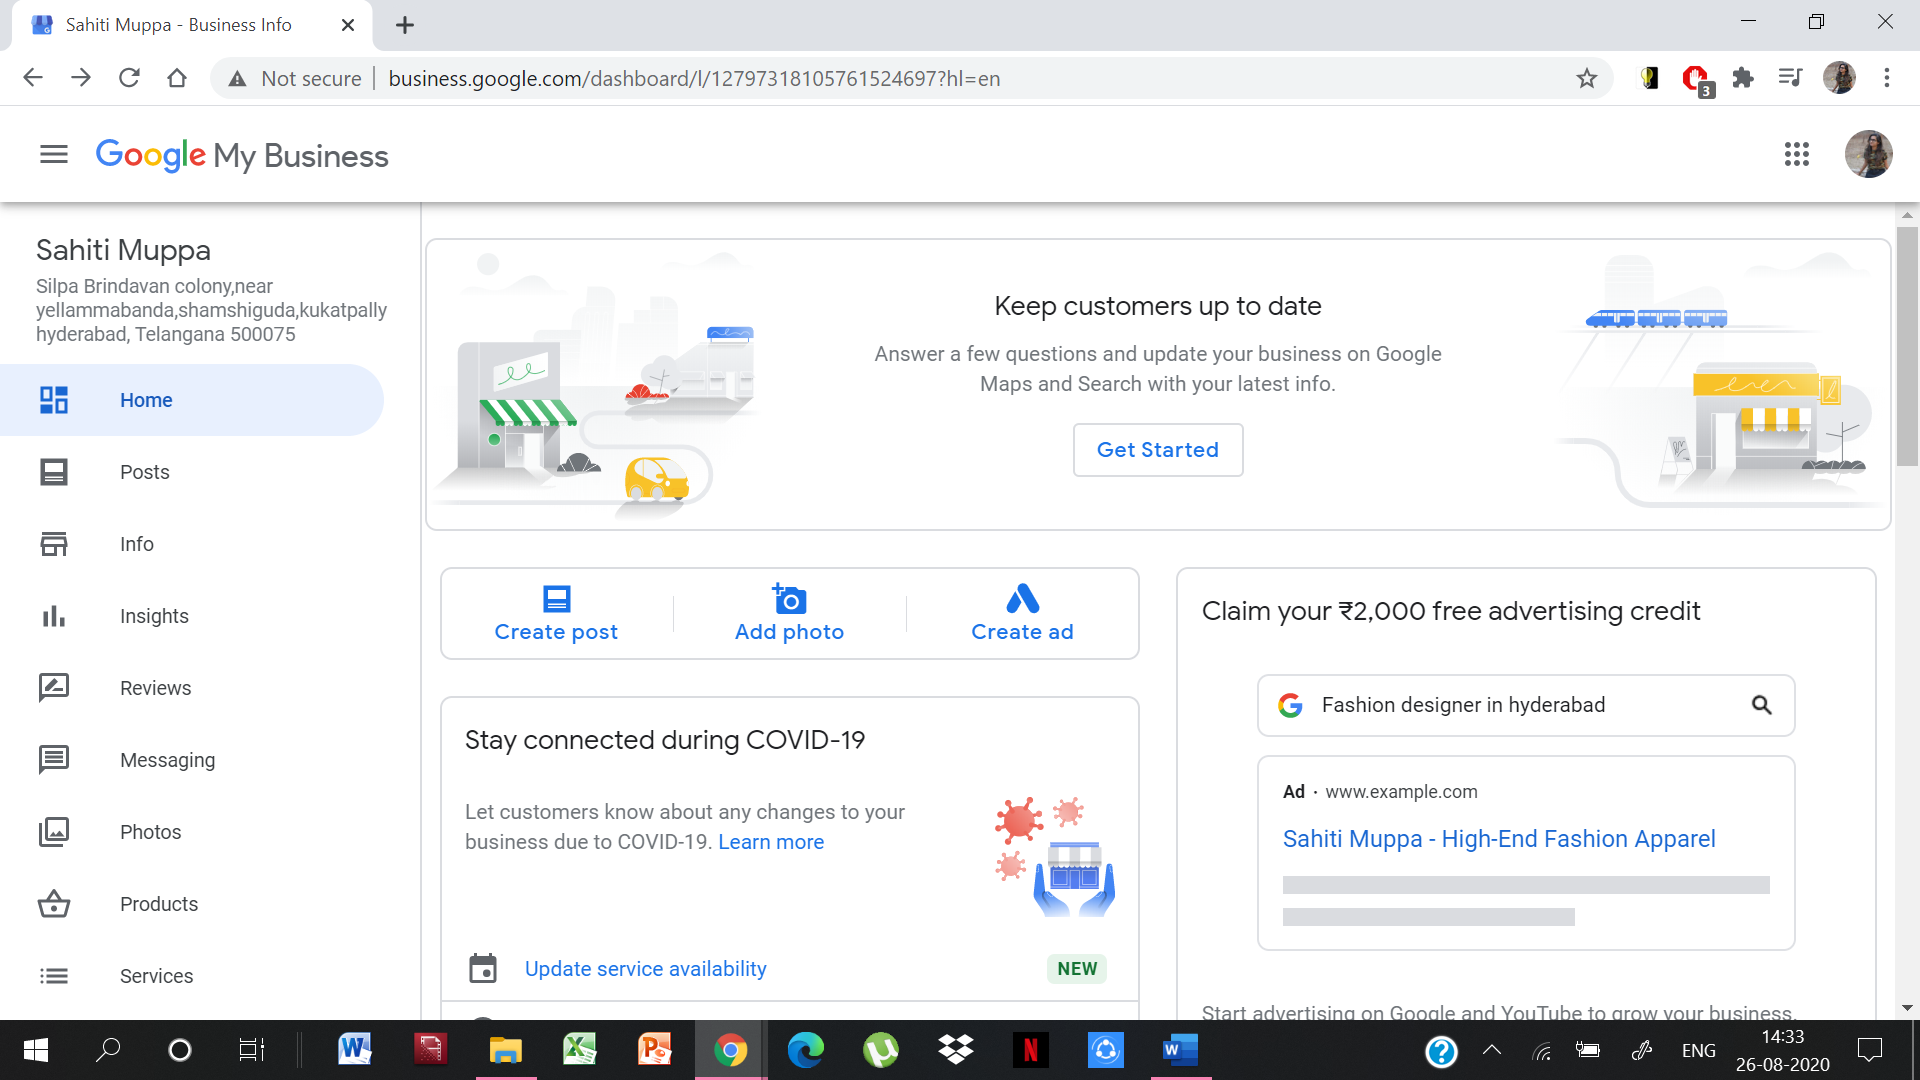 Sahiti Muppa - Business Info
Not secure
business.google.com/dashboard/l/12797318105761524697?hl=en
3
Google My Business
Sahiti Muppa
Silpa Brindavan colony,near
yellammabanda,shamshiguda,kukatpally
hyderabad, Telangana 500075
Home
Posts
Info
Insights
Reviews
Messaging
Photos
Products
Services
Keep customers up to date
Answer a few questions and update your business on Google
Maps and Search with your latest info.
Get Started
Create post
Add photo
Create ad
Stay connected during COVID-19
Let customers know about any changes to your
business due to COVID-19. Learn more
Update service availability
NEW
Claim your ₹2,000 free advertising credit
Fashion designer in hyderabad
Ad · www.example.com
Sahiti Muppa - High-End Fashion Apparel
Start advertising on Google and YouTube to grow your business.
ENG
14:33
26-08-2020